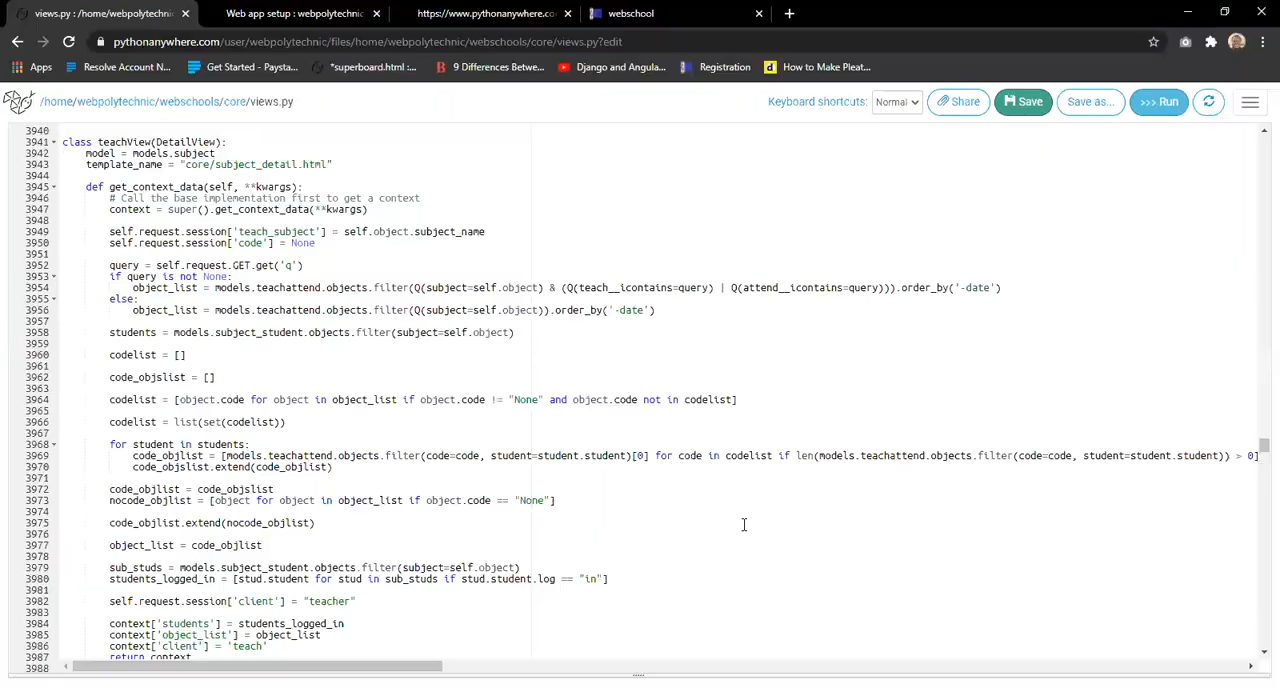 views.py : /home/webpolytechnic
Web app setup : webpolytechnic
https://www.pythonanywhere.co
webschool
pythonanywhere.com/user/webpolytechnic/files/home/webpolytechnic/webschools/core/views.py?edit
Apps
Resolve Account N...
Get Started - Paysta...
*superboard.html :...
9 Differences Betwe...
Django and Angula...
Registration
How to Make Pleat...
/home/webpolytechnic/webschools/core/views.py
Keyboard shortcuts:
Normal
Share
Save
Save as...
>>> Run
3940
3941 class teachView(DetailView):
3942 model = models.subject
3943 template_name = "core/subject_detail.html"
3944
3945 def get_context_data(self, **kwargs):
3946 # Call the base implementation first to get a context
3947 context = super().get_context_data(**kwargs)
3948
3949 self.request.session['teach_subject'] = self.object.subject_name
3950 self.request.session['code'] = None
3951
3952 query = self.request.GET.get('q')
3953 if query is not None:
3954 object_list = models.teachattend.objects.filter(Q(subject=self.object) & (Q(teach__icontains=query) | Q(attend__icontains=query))).order_by('-date')
3955 else:
3956 object_list = models.teachattend.objects.filter(Q(subject=self.object)).order_by('-date')
3957
3958 students = models.subject_student.objects.filter(subject=self.object)
3959
3960 codelist = []
3961
3962 code_objslist = []
3963
3964 codelist = [object.code for object in object_list if object.code != "None" and object.code not in codelist]
3965
3966 codelist = list(set(codelist))
3967
3968 for student in students:
3969 code_objlist = [models.teachattend.objects.filter(code=code, student=student.student)[0] for code in codelist if len(models.teachattend.objects.filter(code=code, student=student.student)) > 0]
3970 code_objslist.extend(code_objlist)
3971
3972 code_objlist = code_objslist
3973 nocode_objlist = [object for object in object_list if object.code == "None"]
3974
3975 code_objlist.extend(nocode_objlist)
3976
3977 object_list = code_objlist
3978
3979 sub_studs = models.subject_student.objects.filter(subject=self.object)
3980 students_logged_in = [stud.student for stud in sub_studs if stud.student.log == "in"]
3981
3982 self.request.session['client'] = "teacher"
3983
3984 context['students'] = students_logged_in
3985 context['object_list'] = object_list
3986 context['client'] = 'teach'
3987 return context
3988